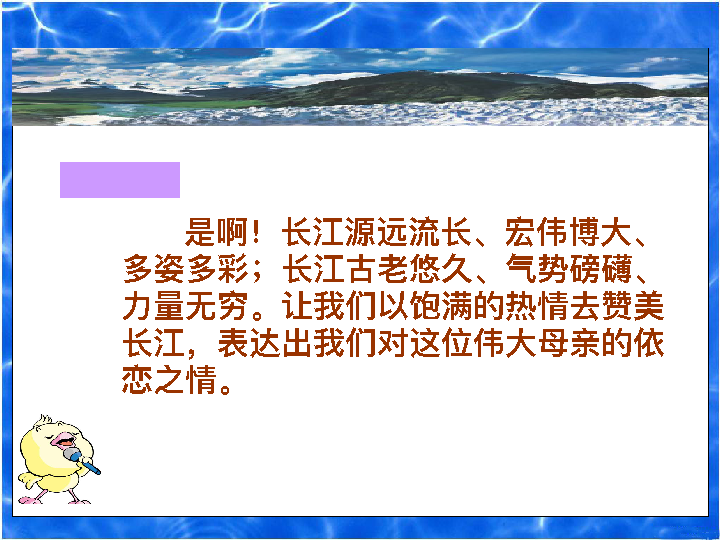 是啊！长江源远流长、宏伟博大、
多姿多彩；长江古老悠久、气势磅礴、
力量无穷。让我们以饱满的热情去赞美
长江，表达出我们对这位伟大母亲的依
恋之情。